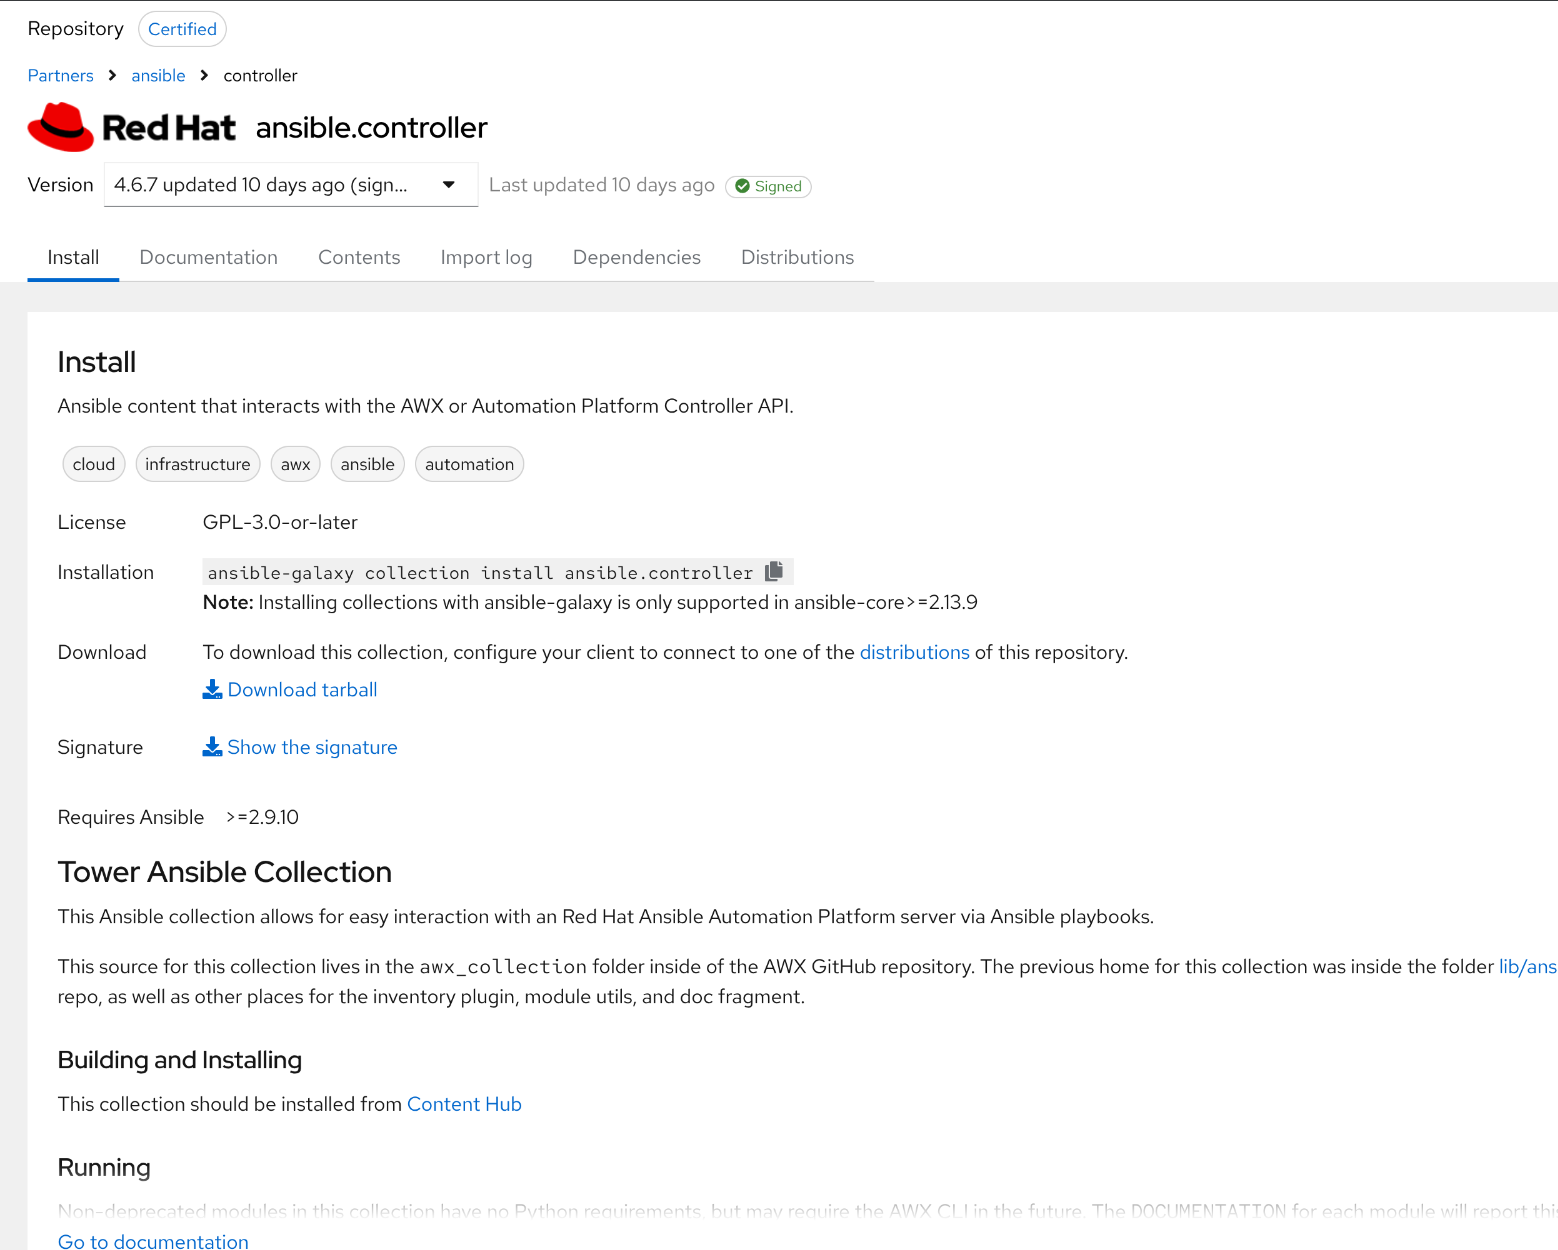 Repository Certified
Partners > ansible > controller
Red Hat ansible.controller
Version 4.6.7 updated 10 days ago (sign... Last updated 10 days ago Signed
Install Documentation Contents Import log Dependencies Distributions
Install
Ansible content that interacts with the AWX or Automation Platform Controller API.
cloud infrastructure awx ansible automation
License GPL-3.0-or-later
Installation ansible-galaxy collection install ansible.controller
Note: Installing collections with ansible-galaxy is only supported in ansible-core>=2.13.9
Download To download this collection, configure your client to connect to one of the distributions of this repository.
Download tarball
Signature Show the signature
Requires Ansible >=2.9.10
Tower Ansible Collection
This Ansible collection allows for easy interaction with an Red Hat Ansible Automation Platform server via Ansible playbooks.
This source for this collection lives in the awx_collection folder inside of the AWX GitHub repository. The previous home for this collection was inside the folder lib/ans
repo, as well as other places for the inventory plugin, module utils, and doc fragment.
Building and Installing
This collection should be installed from Content Hub
Running
Non-deprecated modules in this collection have no Python requirements, but may require the AWX CLI in the future. The DOCUMENTATION for each module will report thi
Go to documentation